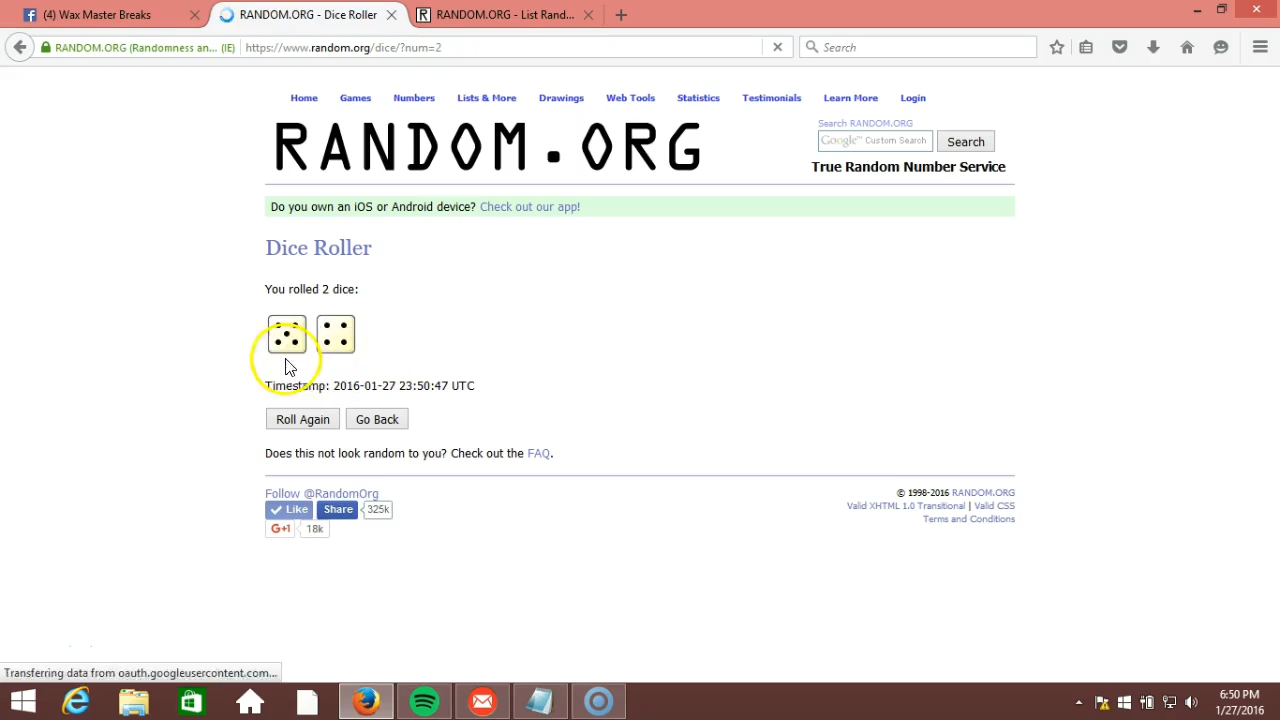 (4) Wax Master Breaks
RANDOM.ORG - Dice Roller
RANDOM.ORG - List Rand...
RANDOM.ORG (Randomness an... (IE)
https://www.random.org/dice/?num=2
Search
Home Games Numbers Lists & More Drawings Web Tools Statistics Testimonials Learn More Login
RANDOM.ORG
Search RANDOM.ORG
Google™ Custom Search
Search
True Random Number Service
Do you own an iOS or Android device? Check out our app!
Dice Roller
You rolled 2 dice:
Timestamp: 2016-01-27 23:50:47 UTC
Roll Again Go Back
Does this not look random to you? Check out the FAQ.
Follow @RandomOrg
Like Share 325k
G+1 18k
© 1998-2016 RANDOM.ORG
Valid XHTML 1.0 Transitional | Valid CSS
Terms and Conditions
Transferring data from oauth.googleusercontent.com...
6:50 PM
1/27/2016